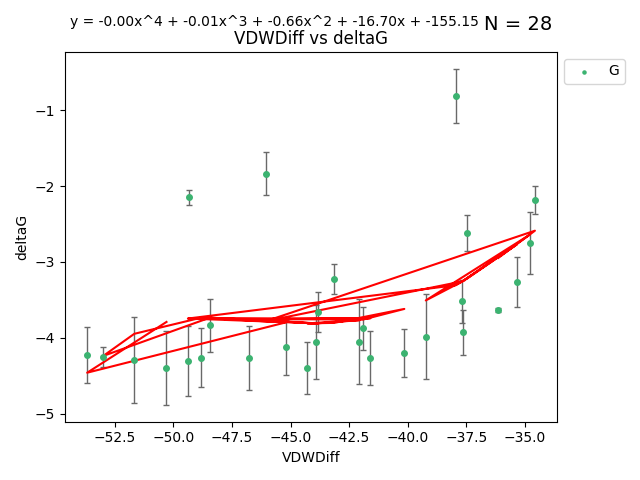 y = -0.00x^4 + -0.01x^3 + -0.66x^2 + -16.70x + -155.15 N = 28
VDWDiff vs deltaG
G
−1
−2
−3
−4
−5
deltaG
−52.5 −50.0 −47.5 −45.0 −42.5 −40.0 −37.5 −35.0
VDWDiff